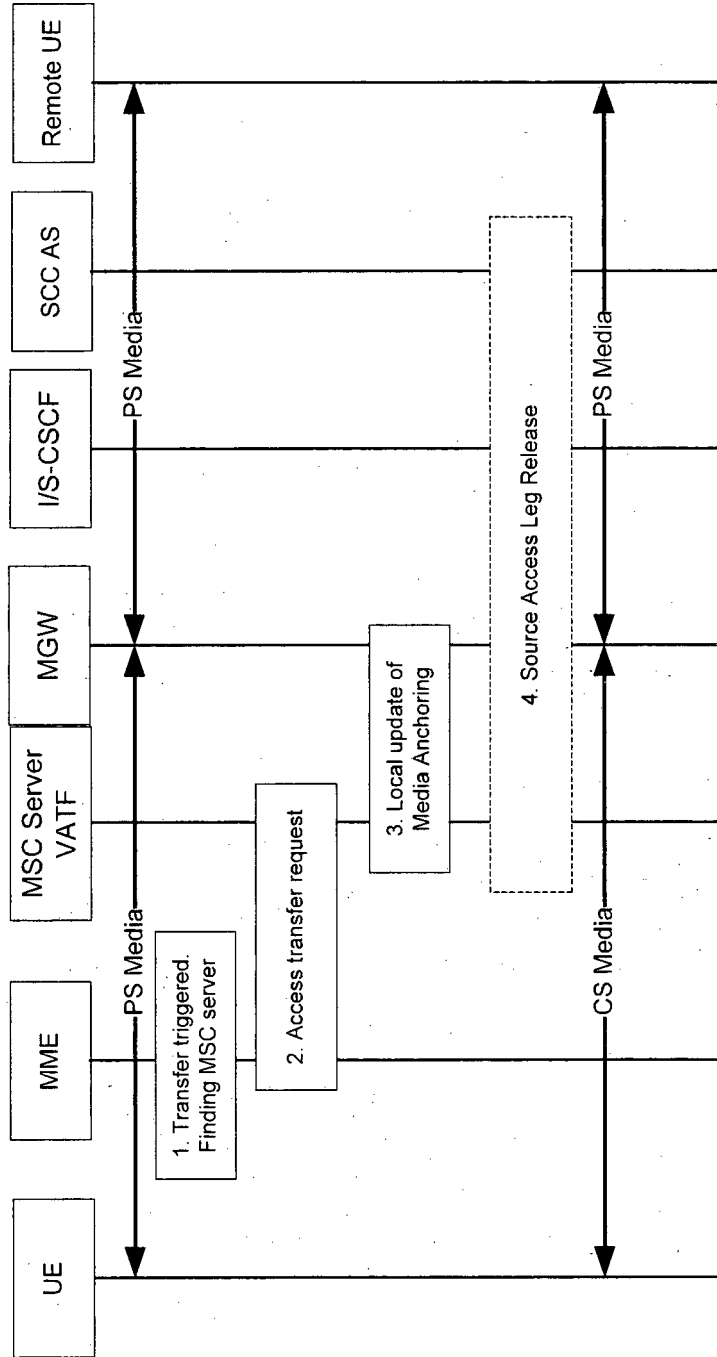 UE
MME
MSC Server
VATF
MGW
I/S-CSCF
SCC AS
Remote UE
PS Media
PS Media
1. Transfer triggered.
Finding MSC server
2. Access transfer request
3. Local update of
Media Anchoring
4. Source Access Leg Release
CS Media
PS Media